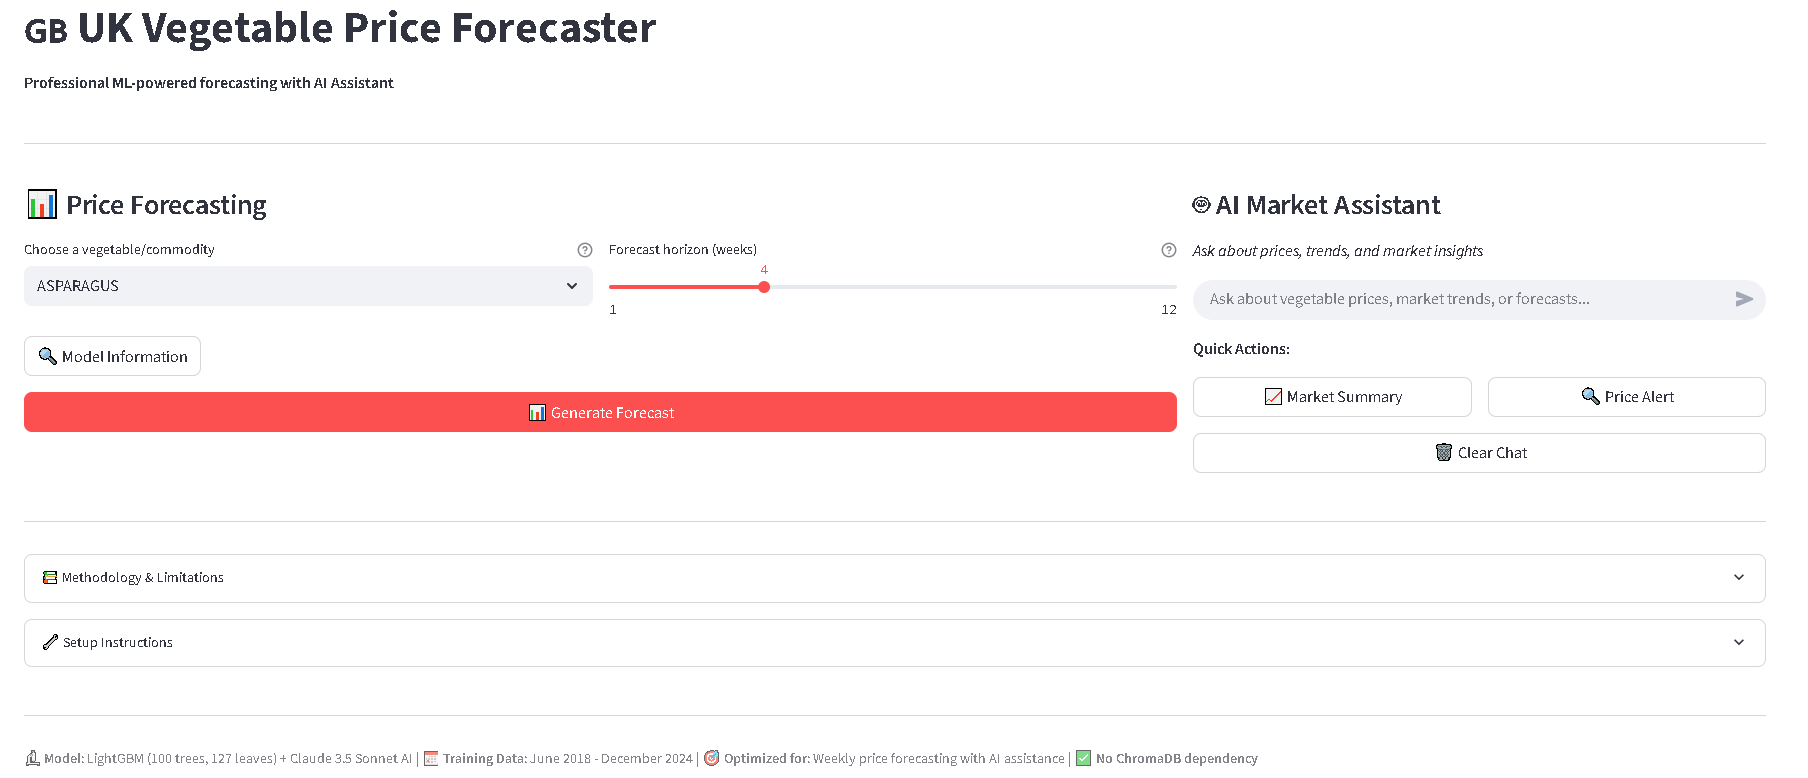 GB UK Vegetable Price Forecaster
Professional ML-powered forecasting with AI Assistant
Price Forecasting
Choose a vegetable/commodity
ASPARAGUS
Forecast horizon (weeks)
4
1
12
Model Information
Generate Forecast
AI Market Assistant
Ask about prices, trends, and market insights
Ask about vegetable prices, market trends, or forecasts...
Quick Actions:
Market Summary
Price Alert
Clear Chat
Methodology & Limitations
Setup Instructions
Model: LightGBM (100 trees, 127 leaves) + Claude 3.5 Sonnet AI | Training Data: June 2018 - December 2024 | Optimized for: Weekly price forecasting with AI assistance | No ChromaDB dependency